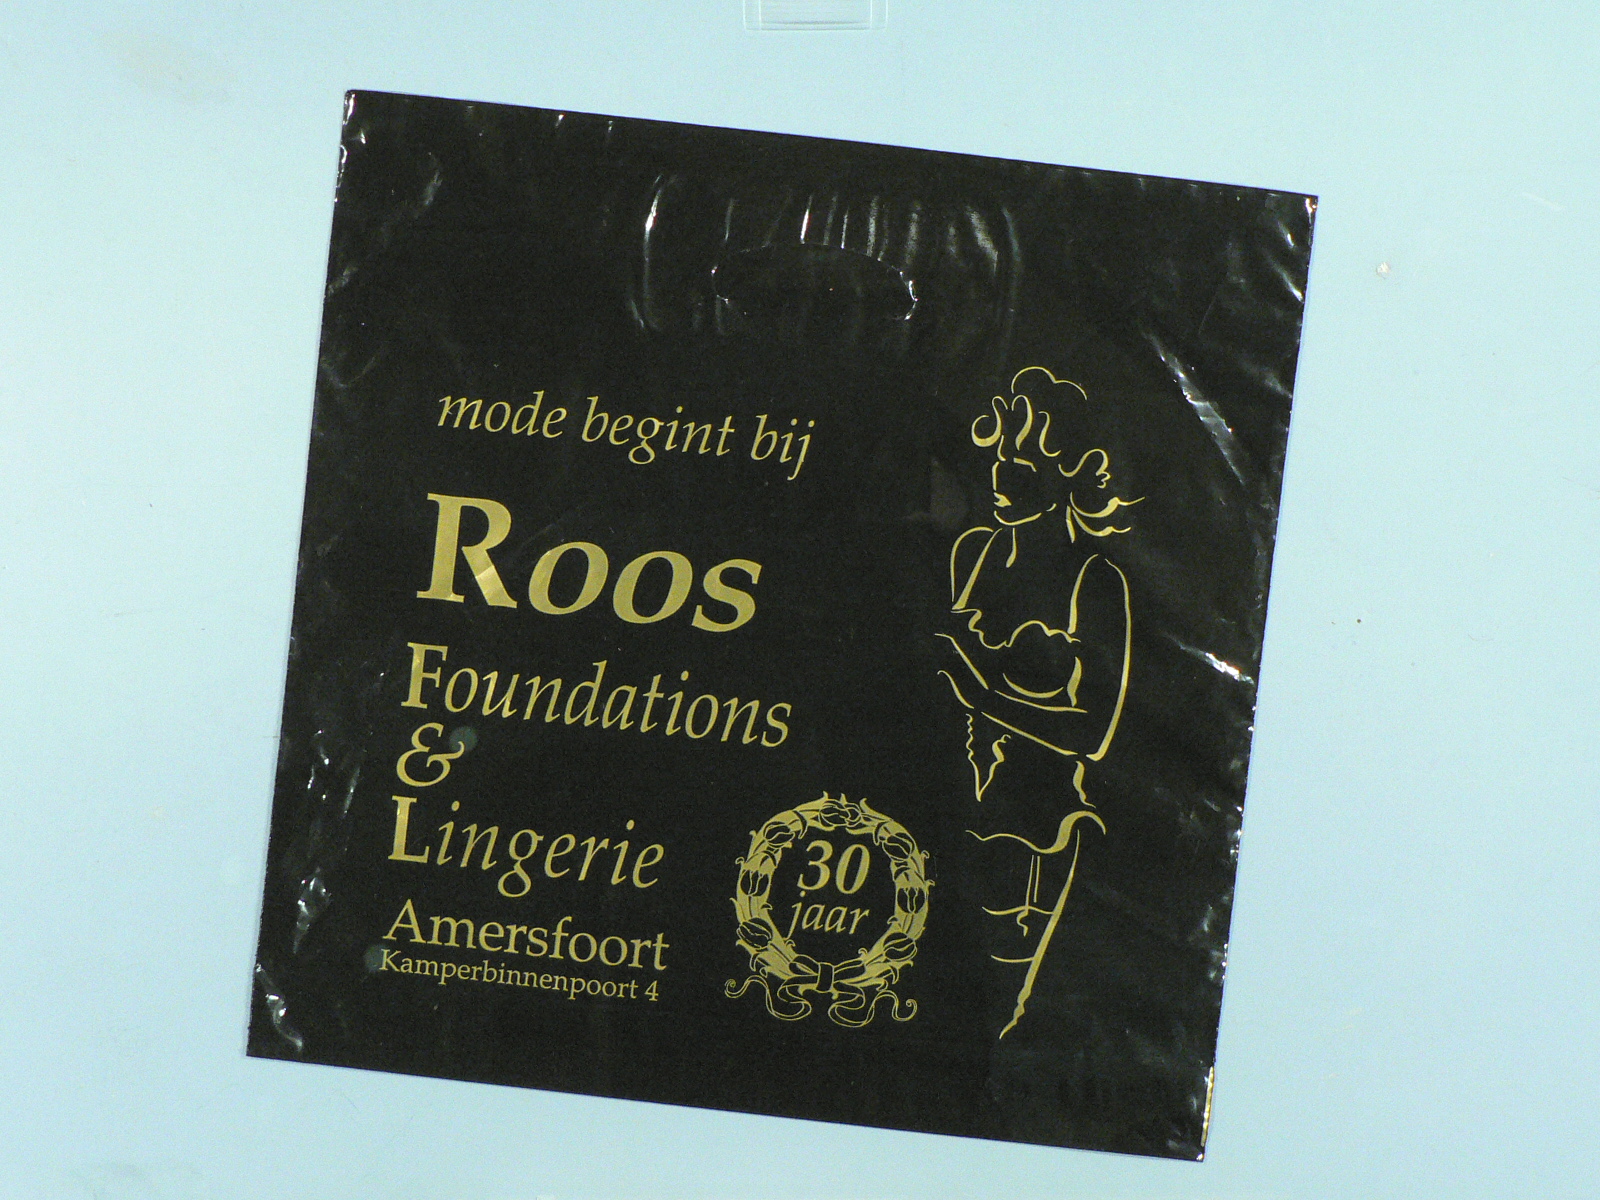 mode begint bij
Roos
Foundations
&
Lingerie
Amersfoort
Kamperbinnenpoort 4
30
jaar